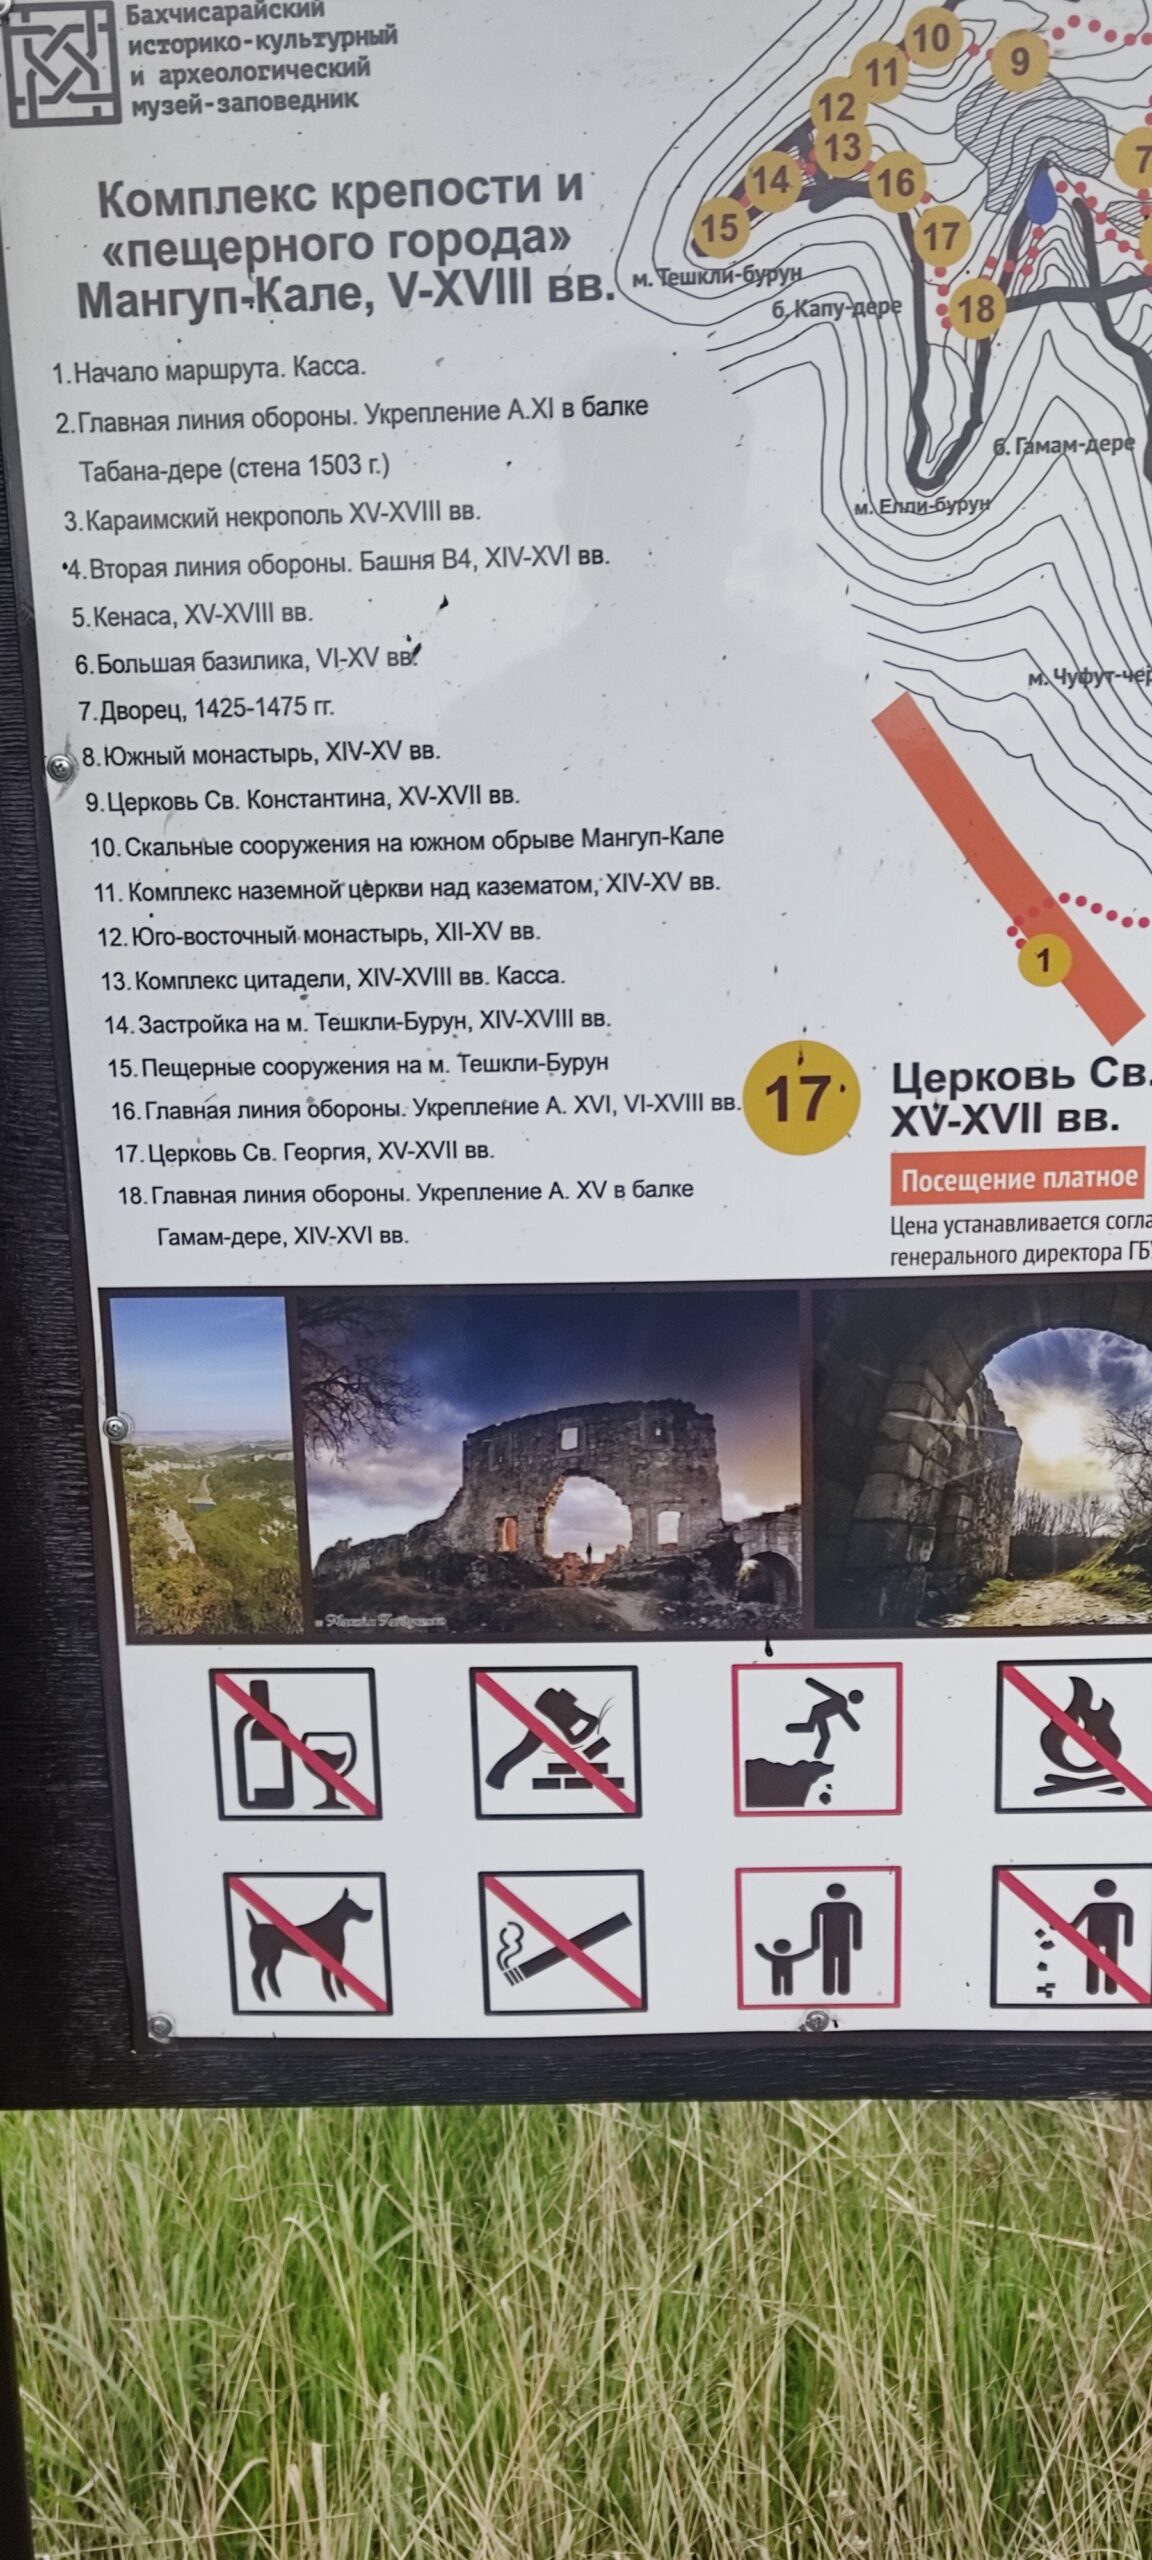 Бахчисарайский
историко-культурный
и археологический
музей-заповедник
Комплекс крепости и
«пещерного города»
Мангуп-Кале, V-XVIII вв.
10
9
11
12
13
7
14
16
15
17
м. Тешкли-бурун
б. Капу-дере
18
б. Гамам-дере
м. Елли-бурун
м. Чуфут-чер
1
1. Начало маршрута. Касса.
2. Главная линия обороны. Укрепление А.XI в балке
Табана-дере (стена 1503 г.)
3. Караимский некрополь XV-XVIII вв.
4. Вторая линия обороны. Башня В4, XIV-XVI вв.
5. Кенаса, XV-XVIII вв.
6. Большая базилика, VI-XV вв.
7. Дворец, 1425-1475 гг.
8. Южный монастырь, XIV-XV вв.
9. Церковь Св. Константина, XV-XVII вв.
10. Скальные сооружения на южном обрыве Мангуп-Кале
11. Комплекс наземной церкви над казематом, XIV-XV вв.
12. Юго-восточный монастырь, XII-XV вв.
13. Комплекс цитадели, XIV-XVIII вв. Касса.
14. Застройка на м. Тешкли-Бурун, XIV-XVIII вв.
15. Пещерные сооружения на м. Тешкли-Бурун
16. Главная линия обороны. Укрепление А. XVI, VI-XVIII вв.
17. Церковь Св. Георгия, XV-XVII вв.
18. Главная линия обороны. Укрепление А. XV в балке
Гамам-дере, XIV-XVI вв.
17
Церковь Св.
XV-XVII вв.
Посещение платное
Цена устанавливается согла
генерального директора ГБ